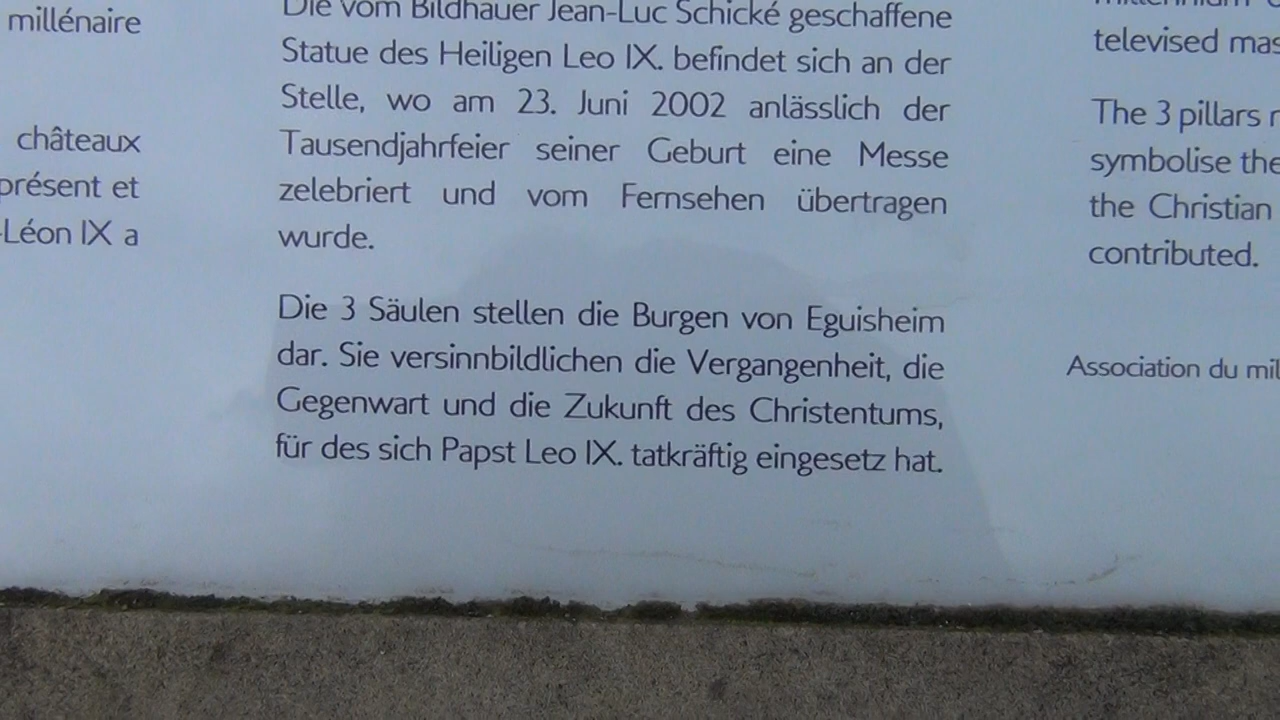 millénaire
châteaux
présent et
-Léon IX a
Die vom Bildhauer Jean-Luc Schické geschaffene
Statue des Heiligen Leo IX. befindet sich an der
Stelle, wo am 23. Juni 2002 anlässlich der
Tausendjahrfeier seiner Geburt eine Messe
zelebriert und vom Fernsehen übertragen
wurde.
Die 3 Säulen stellen die Burgen von Eguisheim
dar. Sie versinnbildlichen die Vergangenheit, die
Gegenwart und die Zukunft des Christentums,
für des sich Papst Leo IX. tatkräftig eingesetz hat.
televised mas
The 3 pillars
symbolise the
the Christian
contributed.
Association du mil